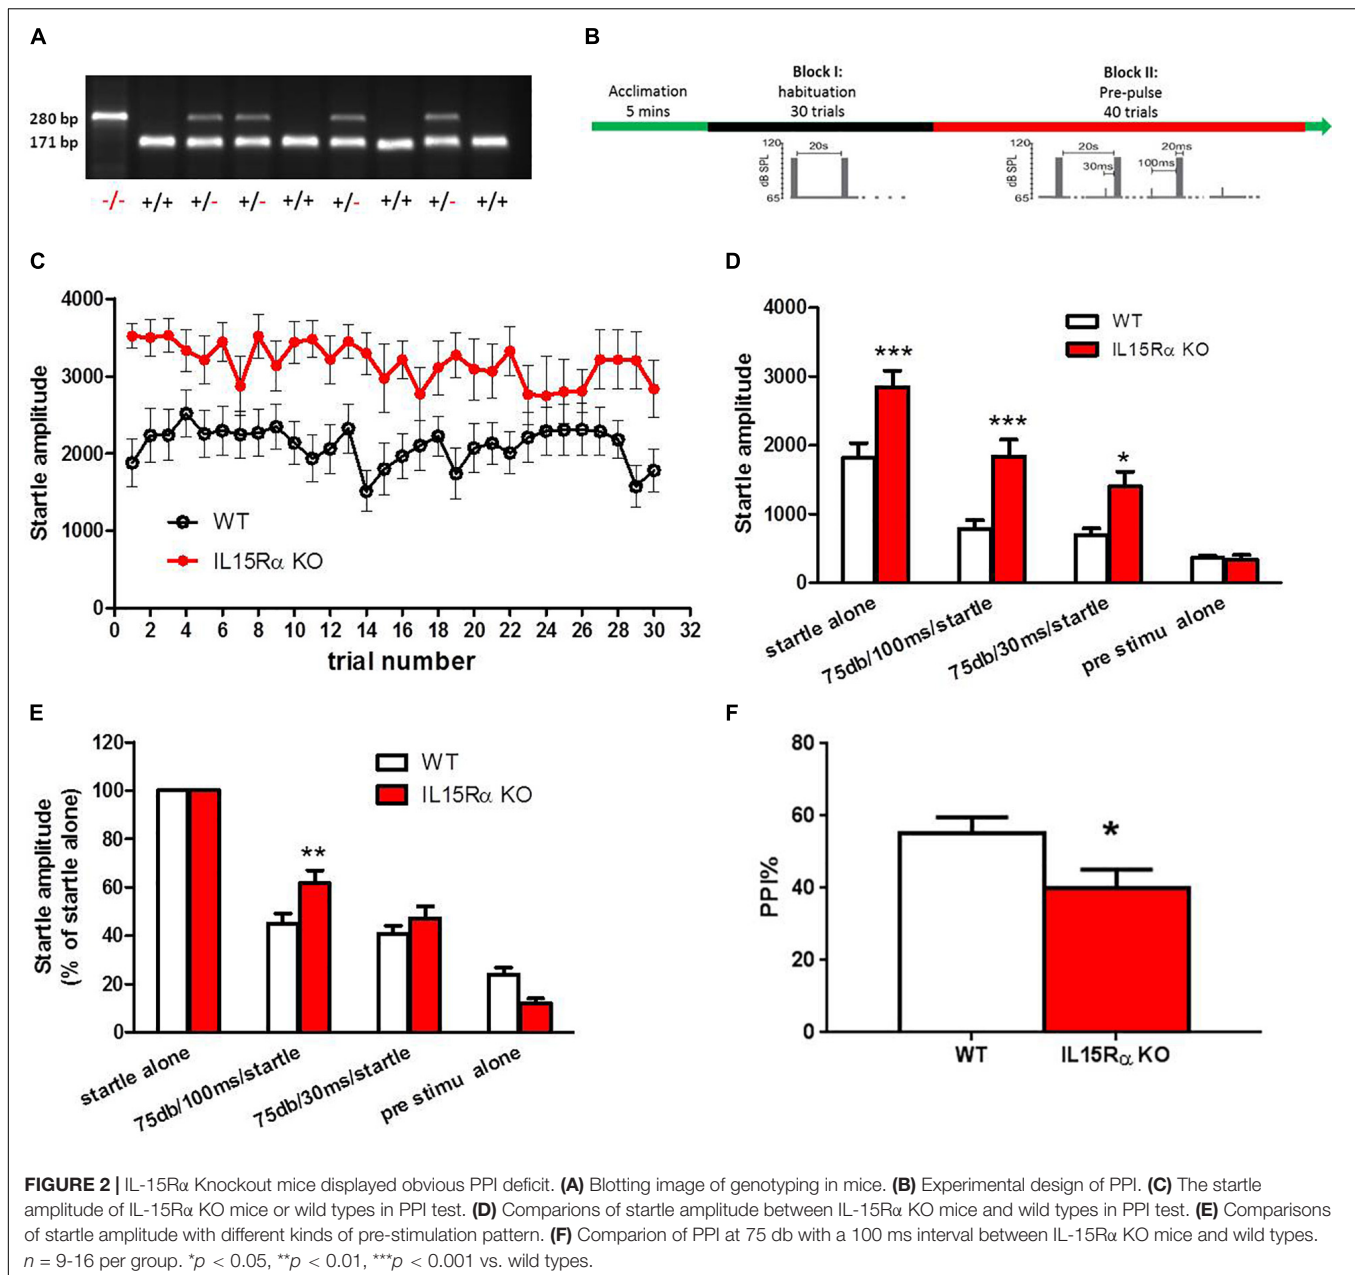 A
280 bp
171 bp
-/- +/+ +/- +/- +/+ +/- +/+ +/- +/+
B
Acclimation
5 mins
Block I:
habituation
30 trials
Block II:
Pre-pulse
40 trials
120
dB SPL
65
20s
120
dB SPL
65
20s
30ms
100ms
20ms
C
Startle amplitude
4000
3000
2000
1000
0
WT
IL15Rα KO
0 2 4 6 8 10 12 14 16 18 20 22 24 26 28 30 32
trial number
D
Startle amplitude
4000
3000
2000
1000
0
WT
IL15Rα KO
***
***
*
startle alone
75db/100ms/startle
75db/30ms/startle
pre stimu alone
E
Startle amplitude
(% of startle alone)
120
100
80
60
40
20
0
WT
IL15Rα KO
**
startle alone
75db/100ms/startle
75db/30ms/startle
pre stimu alone
F
PPI%
80
60
40
20
0
*
WT
IL15Rα KO
FIGURE 2 | IL-15Rα Knockout mice displayed obvious PPI deficit. (A) Blotting image of genotyping in mice. (B) Experimental design of PPI. (C) The startle
amplitude of IL-15Rα KO mice or wild types in PPI test. (D) Comparions of startle amplitude between IL-15Rα KO mice and wild types in PPI test. (E) Comparisons
of startle amplitude with different kinds of pre-stimulation pattern. (F) Comparion of PPI at 75 db with a 100 ms interval between IL-15Rα KO mice and wild types.
n = 9-16 per group. *p < 0.05, **p < 0.01, ***p < 0.001 vs. wild types.